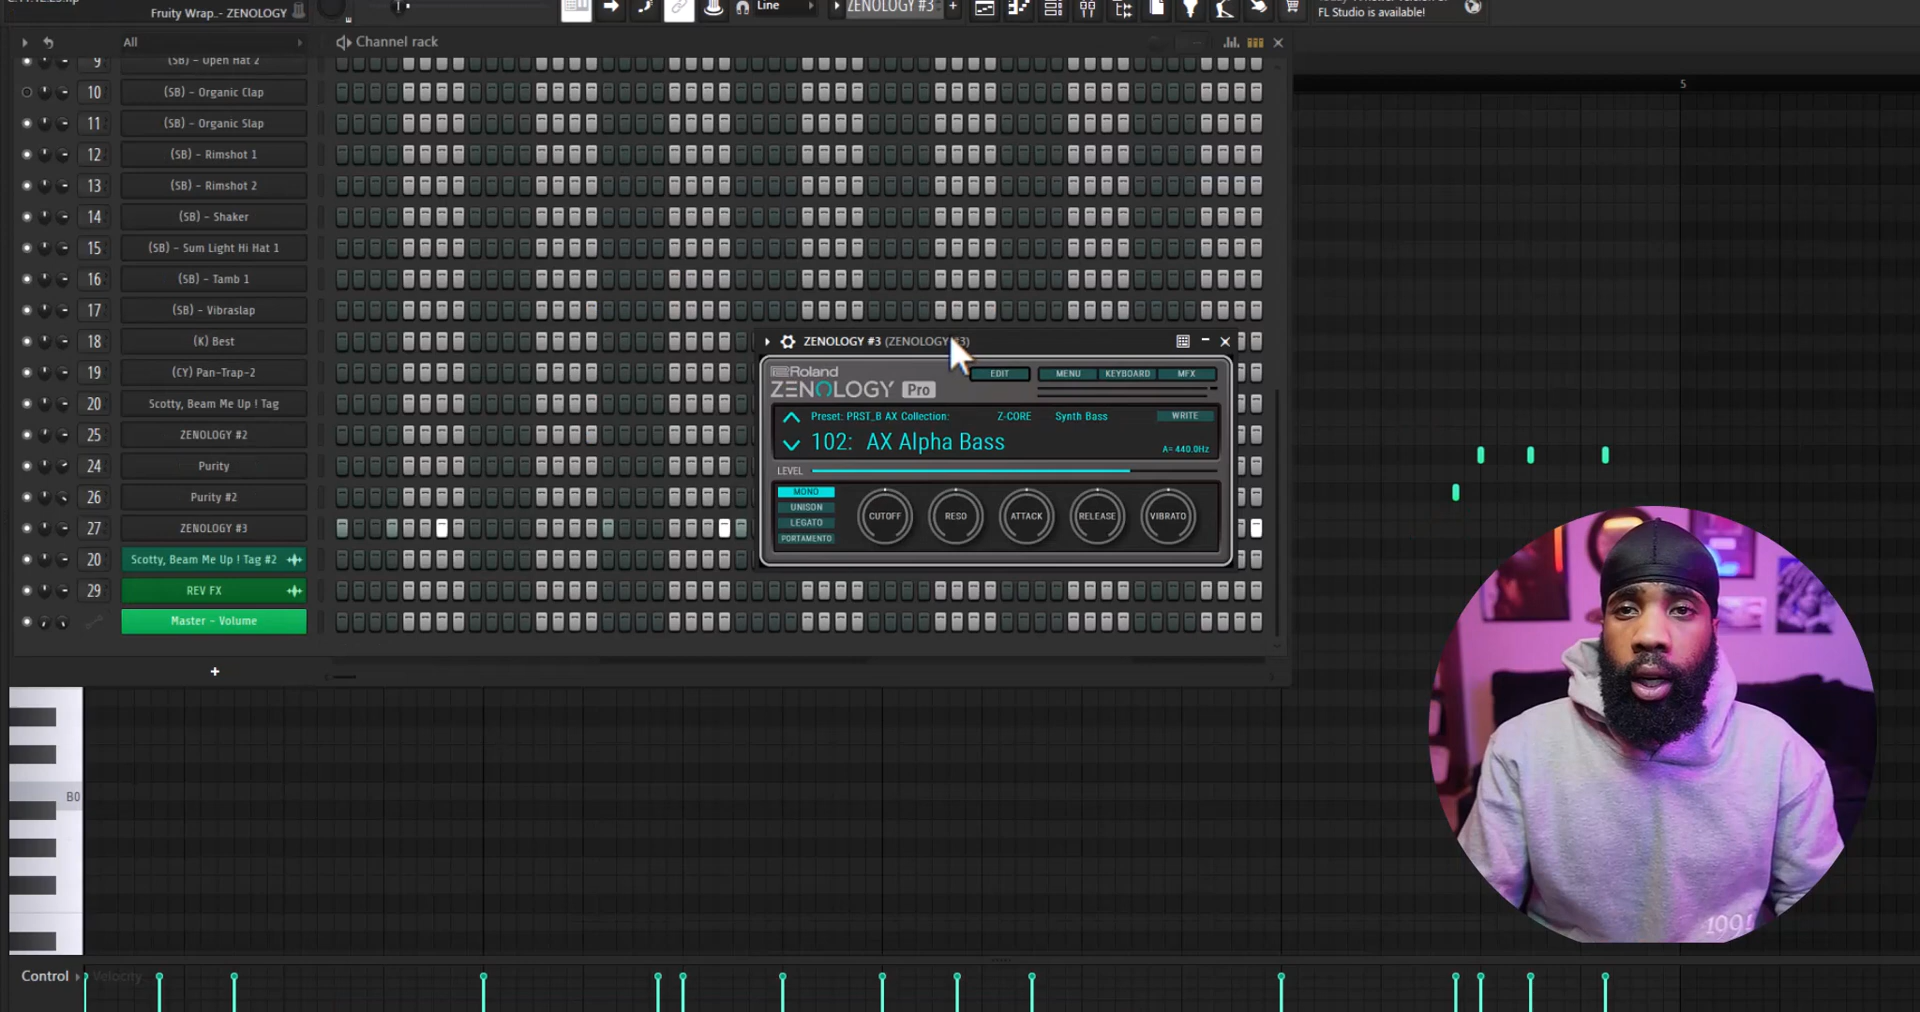 Fruity Wrap..- ZENOLOGY
Line
ZENOLOGY #3
FL Studio is available!
All
Channel rack
9 (SB) - Open Hat 2
10 (SB) - Organic Clap
11 (SB) - Organic Slap
12 (SB) - Rimshot 1
13 (SB) - Rimshot 2
14 (SB) - Shaker
15 (SB) - Sum Light Hi Hat 1
16 (SB) - Tamb 1
17 (SB) - Vibraslap
18 (K) Best
19 (CY) Pan-Trap-2
20 Scotty, Beam Me Up ! Tag
25 ZENOLOGY #2
24 Purity
26 Purity #2
27 ZENOLOGY #3
20 Scotty, Beam Me Up ! Tag #2
29 REV FX
Master - Volume
+
5
ZENOLOGY #3 (ZENOLOGY #3)
Roland
ZENOLOGY Pro
EDIT MENU KEYBOARD MFX
Preset: PRST_B AX Collection: Z-CORE Synth Bass WRITE
102: AX Alpha Bass
A= 440.0Hz
LEVEL
MONO
UNISON
LEGATO
PORTAMENTO
CUTOFF RESO ATTACK RELEASE VIBRATO
B0
Control Velocity